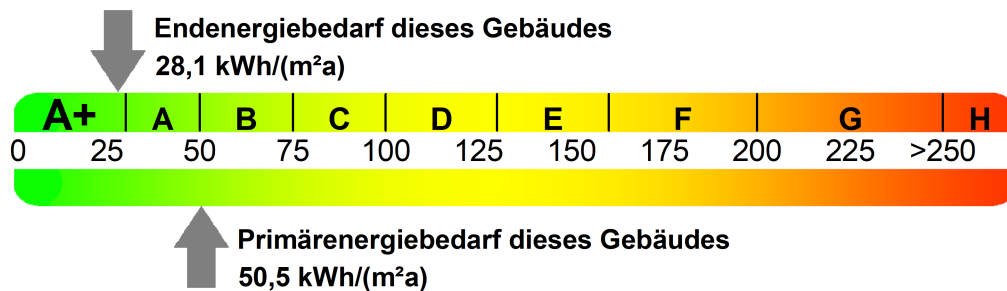 Endenergiebedarf dieses Gebäudes
28,1 kWh/(m²a)
A+ A B C D E F G H
0 25 50 75 100 125 150 175 200 225 >250
Primärenergiebedarf dieses Gebäudes
50,5 kWh/(m²a)